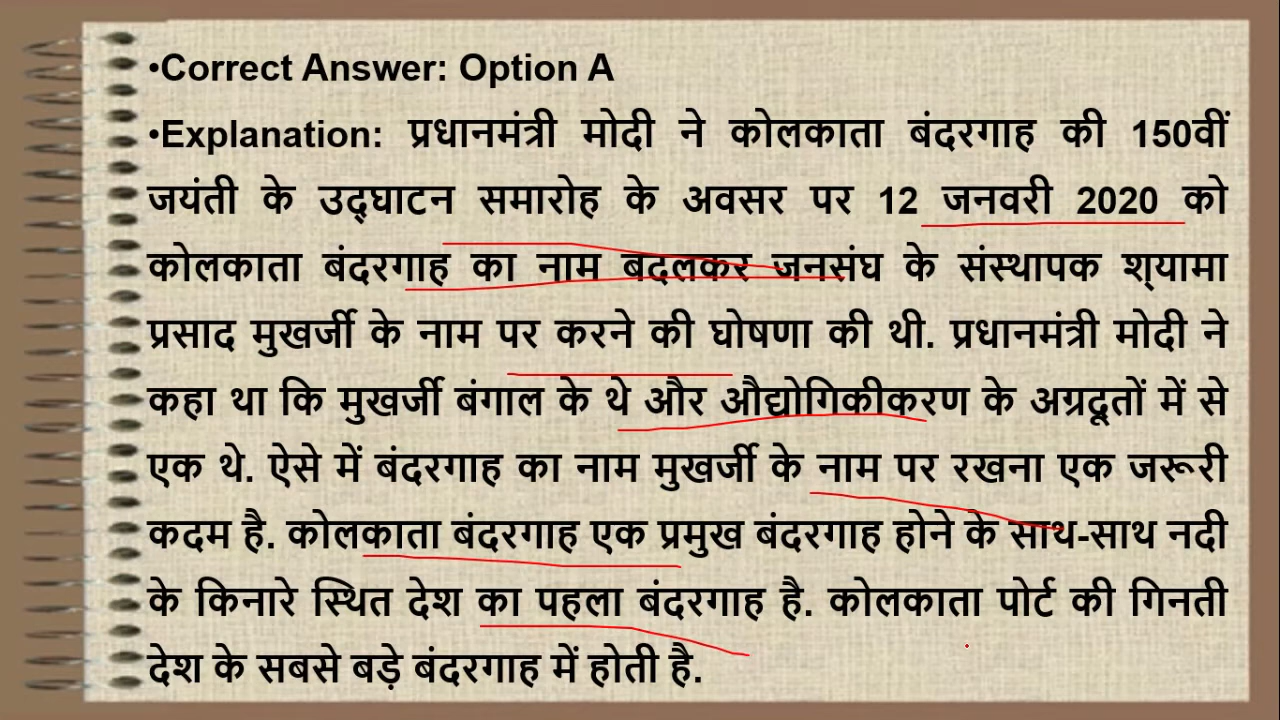 •Correct Answer: Option A
•Explanation: प्रधानमंत्री मोदी ने कोलकाता बंदरगाह की 150वीं
जयंती के उद्घाटन समारोह के अवसर पर 12 जनवरी 2020 को
कोलकाता बंदरगाह का नाम बदलकर जनसंघ के संस्थापक श्यामा
प्रसाद मुखर्जी के नाम पर करने की घोषणा की थी. प्रधानमंत्री मोदी ने
कहा था कि मुखर्जी बंगाल के थे और औद्योगिकीकरण के अग्रदूतों में से
एक थे. ऐसे में बंदरगाह का नाम मुखर्जी के नाम पर रखना एक जरूरी
कदम है. कोलकाता बंदरगाह एक प्रमुख बंदरगाह होने के साथ-साथ नदी
के किनारे स्थित देश का पहला बंदरगाह है. कोलकाता पोर्ट की गिनती
देश के सबसे बड़े बंदरगाह में होती है.